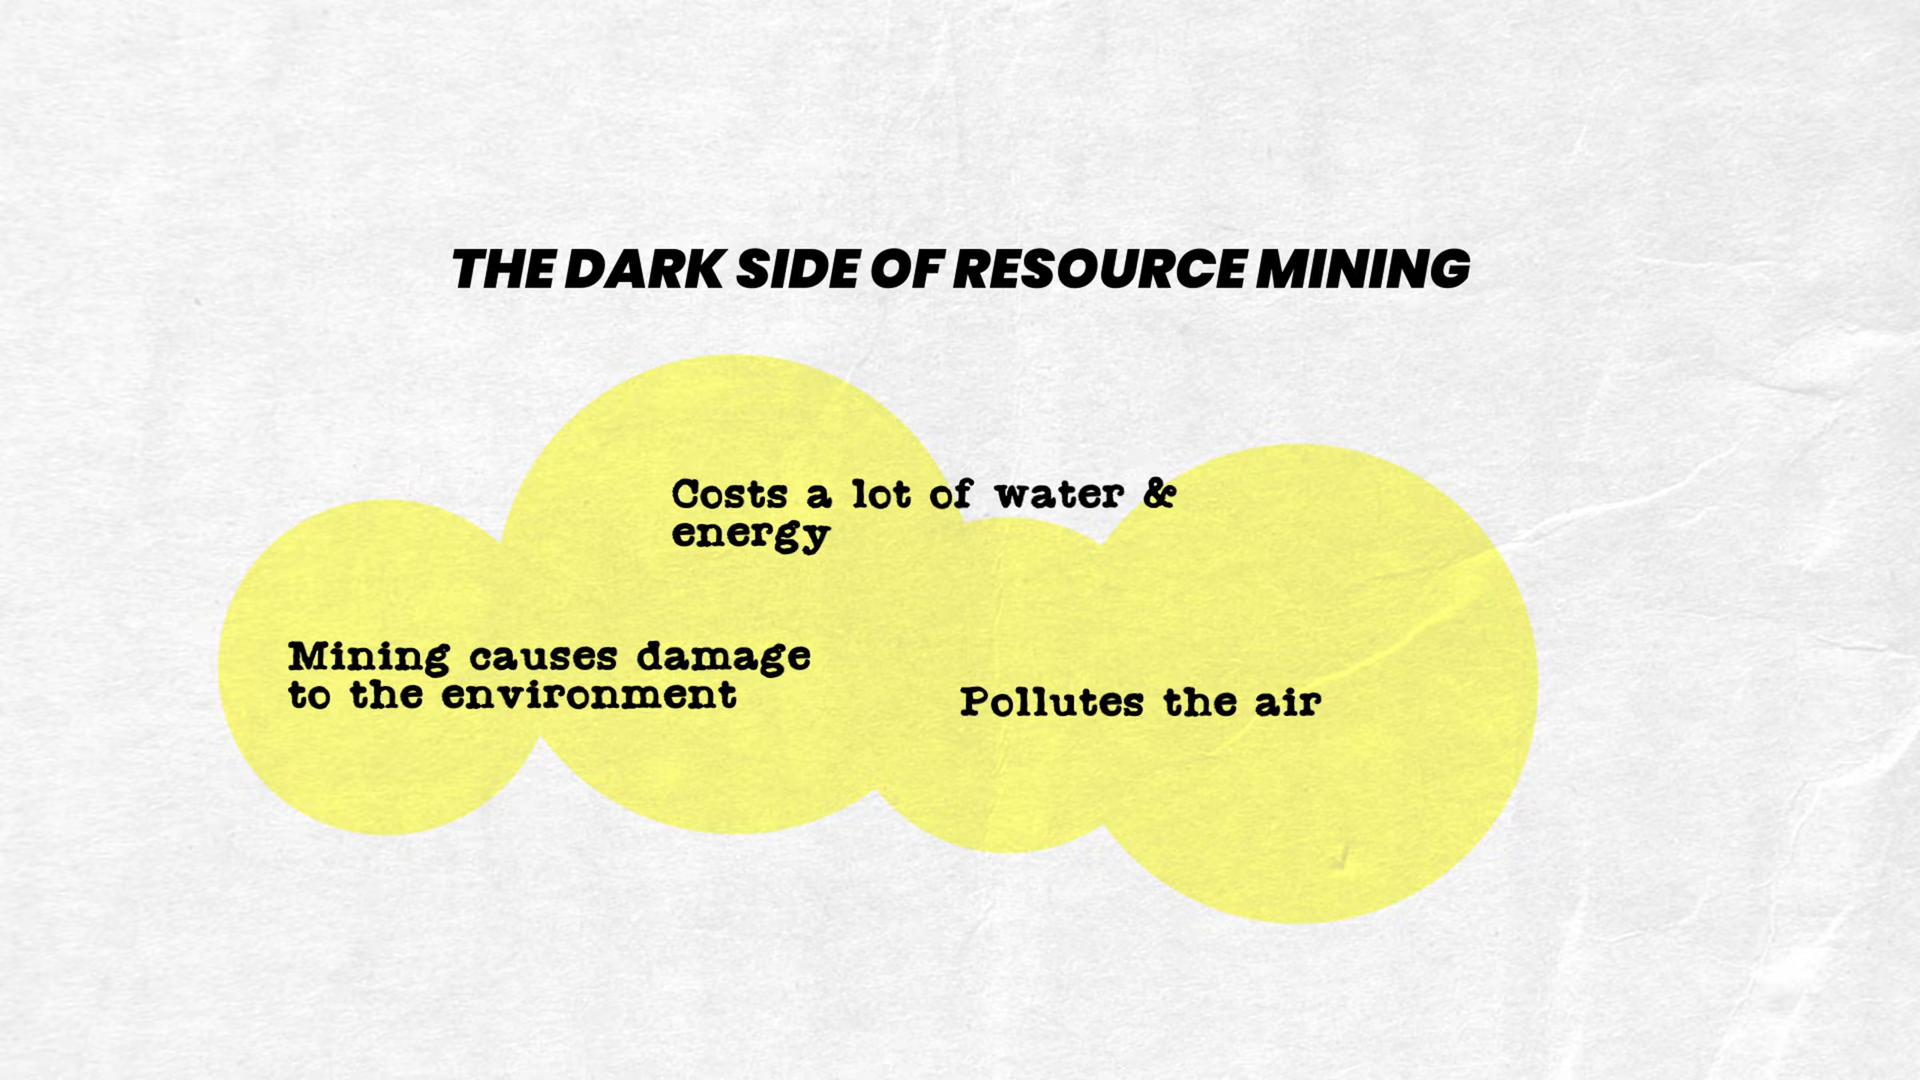 THE DARK SIDE OF RESOURCE MINING
Costs a lot of water &
energy
Mining causes damage
to the environment
Pollutes the air